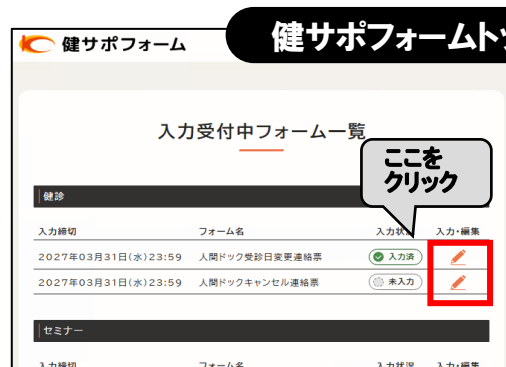 健サポフォーム
健サポフォームト
入力受付中フォーム一覧
ここを
クリック
健診
入力締切 フォーム名 入力状 入力・編集
2027年03月31日(水)23:59 人間ドック受診日変更連絡票 入力済
2027年03月31日(水)23:59 人間ドックキャンセル連絡票 未入力
セミナー
入力締切 フォーム名 入力状況 入力・編集